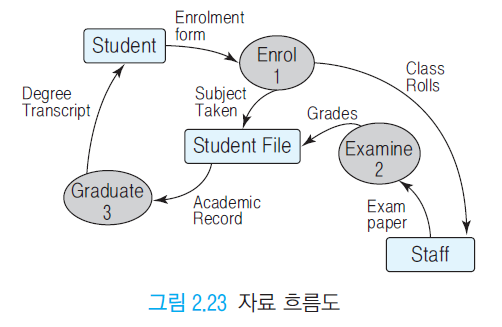 Enrolment
form
Student
Enrol
1
Class
Rolls
Degree
Transcript
Subject
Taken
Grades
Student File
Examine
2
Graduate
3
Academic
Record
Exam
paper
Staff
그림 2.23 자료 흐름도